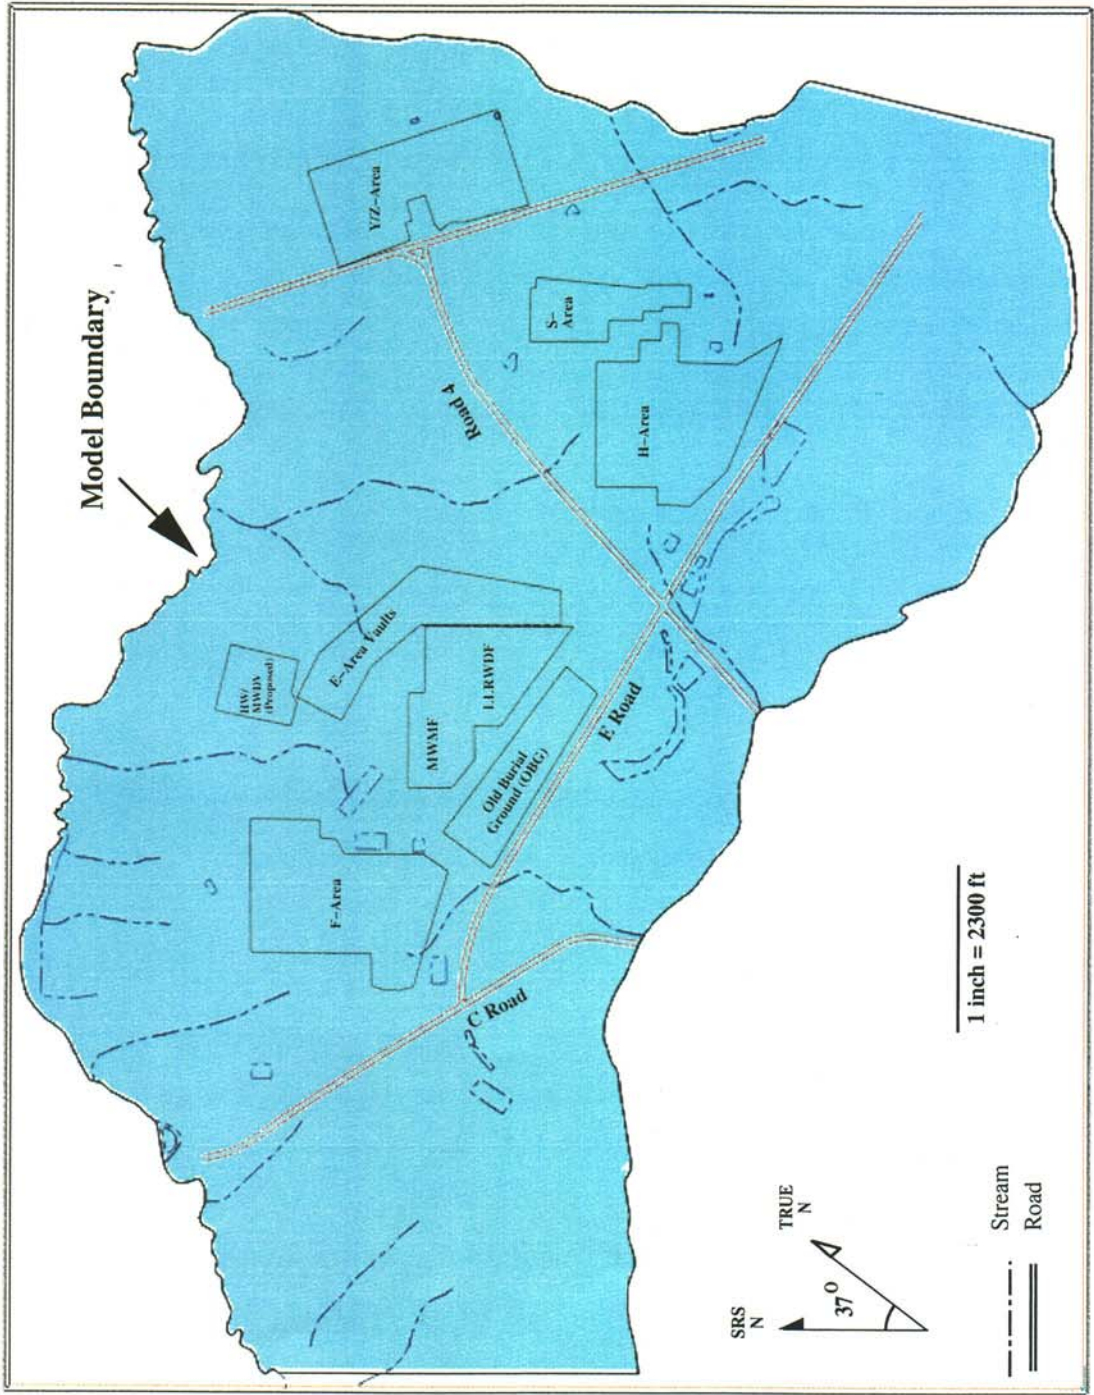 Model Boundary
Y/Z-Area
Road 4
S-
Area
H-Area
HW/
MWDV
(Proposed)
E-Area Vaults
MWMF
LLRWDF
Old Burial
Ground (OBG)
E Road
F-Area
C Road
1 inch = 2300 ft
SRS
N
TRUE
N
37°
Stream
Road